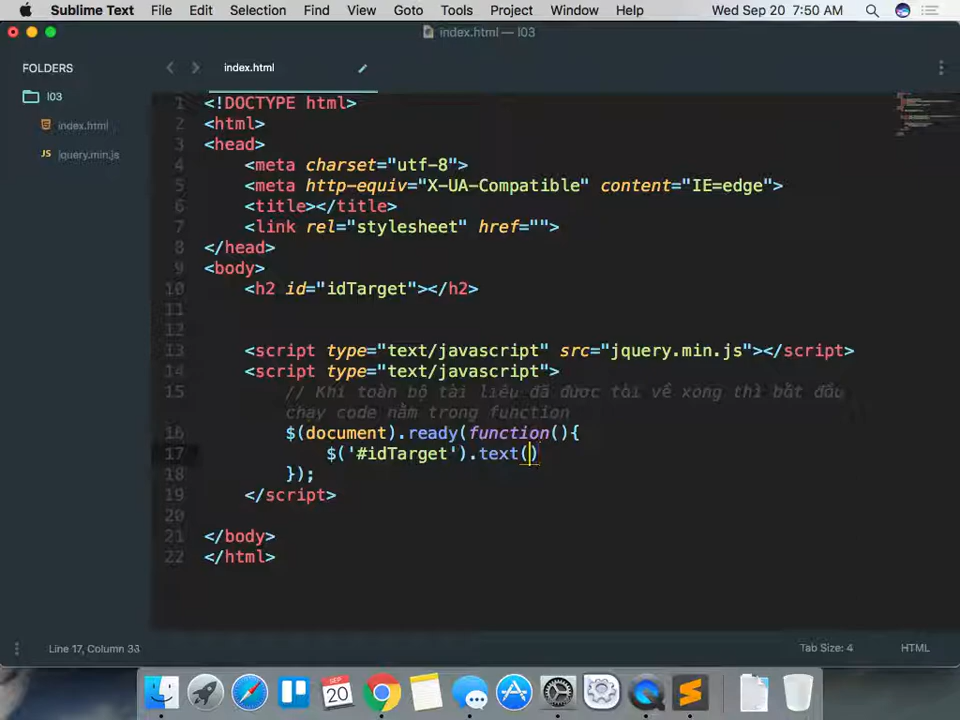 Sublime Text File Edit Selection Find View Goto Tools Project Window Help Wed Sep 20 7:50 AM
index.html — l03
FOLDERS
index.html
l03
index.html
JS jquery.min.js
1 <!DOCTYPE html>
2 <html>
3 <head>
4 <meta charset="utf-8">
5 <meta http-equiv="X-UA-Compatible" content="IE=edge">
6 <title></title>
7 <link rel="stylesheet" href="">
8 </head>
9 <body>
10 <h2 id="idTarget"></h2>
11
12
13 <script type="text/javascript" src="jquery.min.js"></script>
14 <script type="text/javascript">
15 // Khi toàn bộ tài liệu đã được tải về xong thì bắt đầu
chạy code nằm trong function
16 $(document).ready(function(){
17 $('#idTarget').text()
18 });
19 </script>
20
21 </body>
22 </html>
Line 17, Column 33 Tab Size: 4 HTML
SEP
20